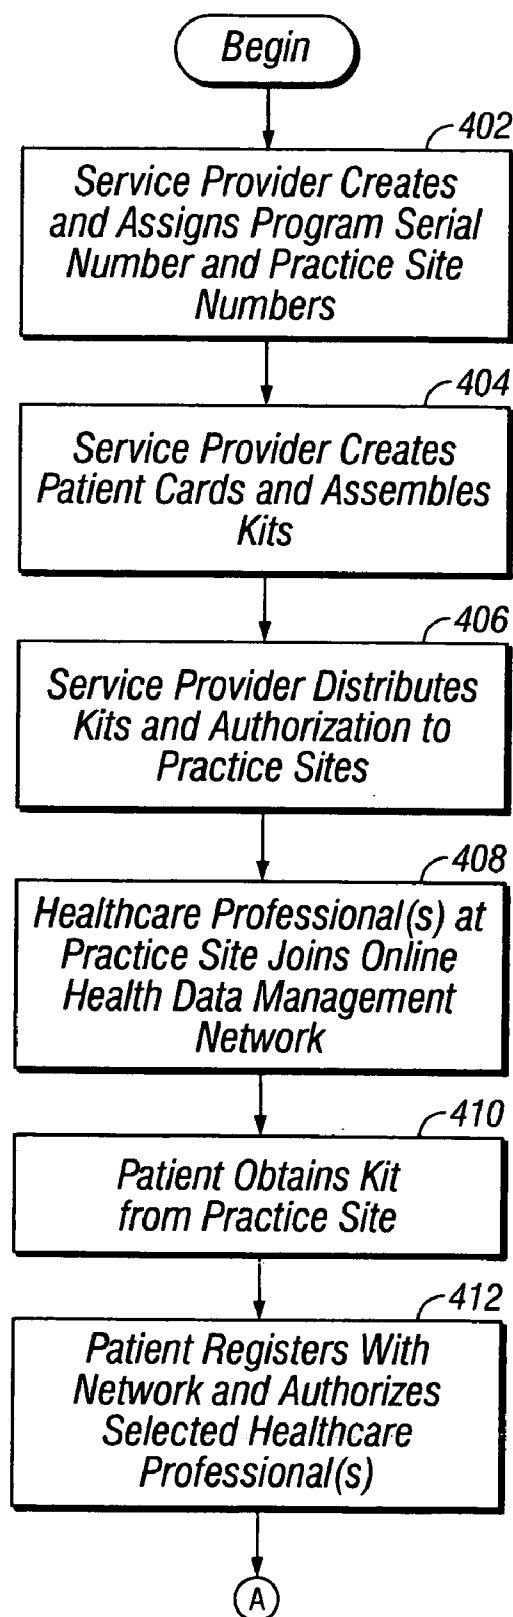 Begin
402
Service Provider Creates
and Assigns Program Serial
Number and Practice Site
Numbers
404
Service Provider Creates
Patient Cards and Assembles
Kits
406
Service Provider Distributes
Kits and Authorization to
Practice Sites
408
Healthcare Professional(s) at
Practice Site Joins Online
Health Data Management
Network
410
Patient Obtains Kit
from Practice Site
412
Patient Registers With
Network and Authorizes
Selected Healthcare
Professional(s)
A